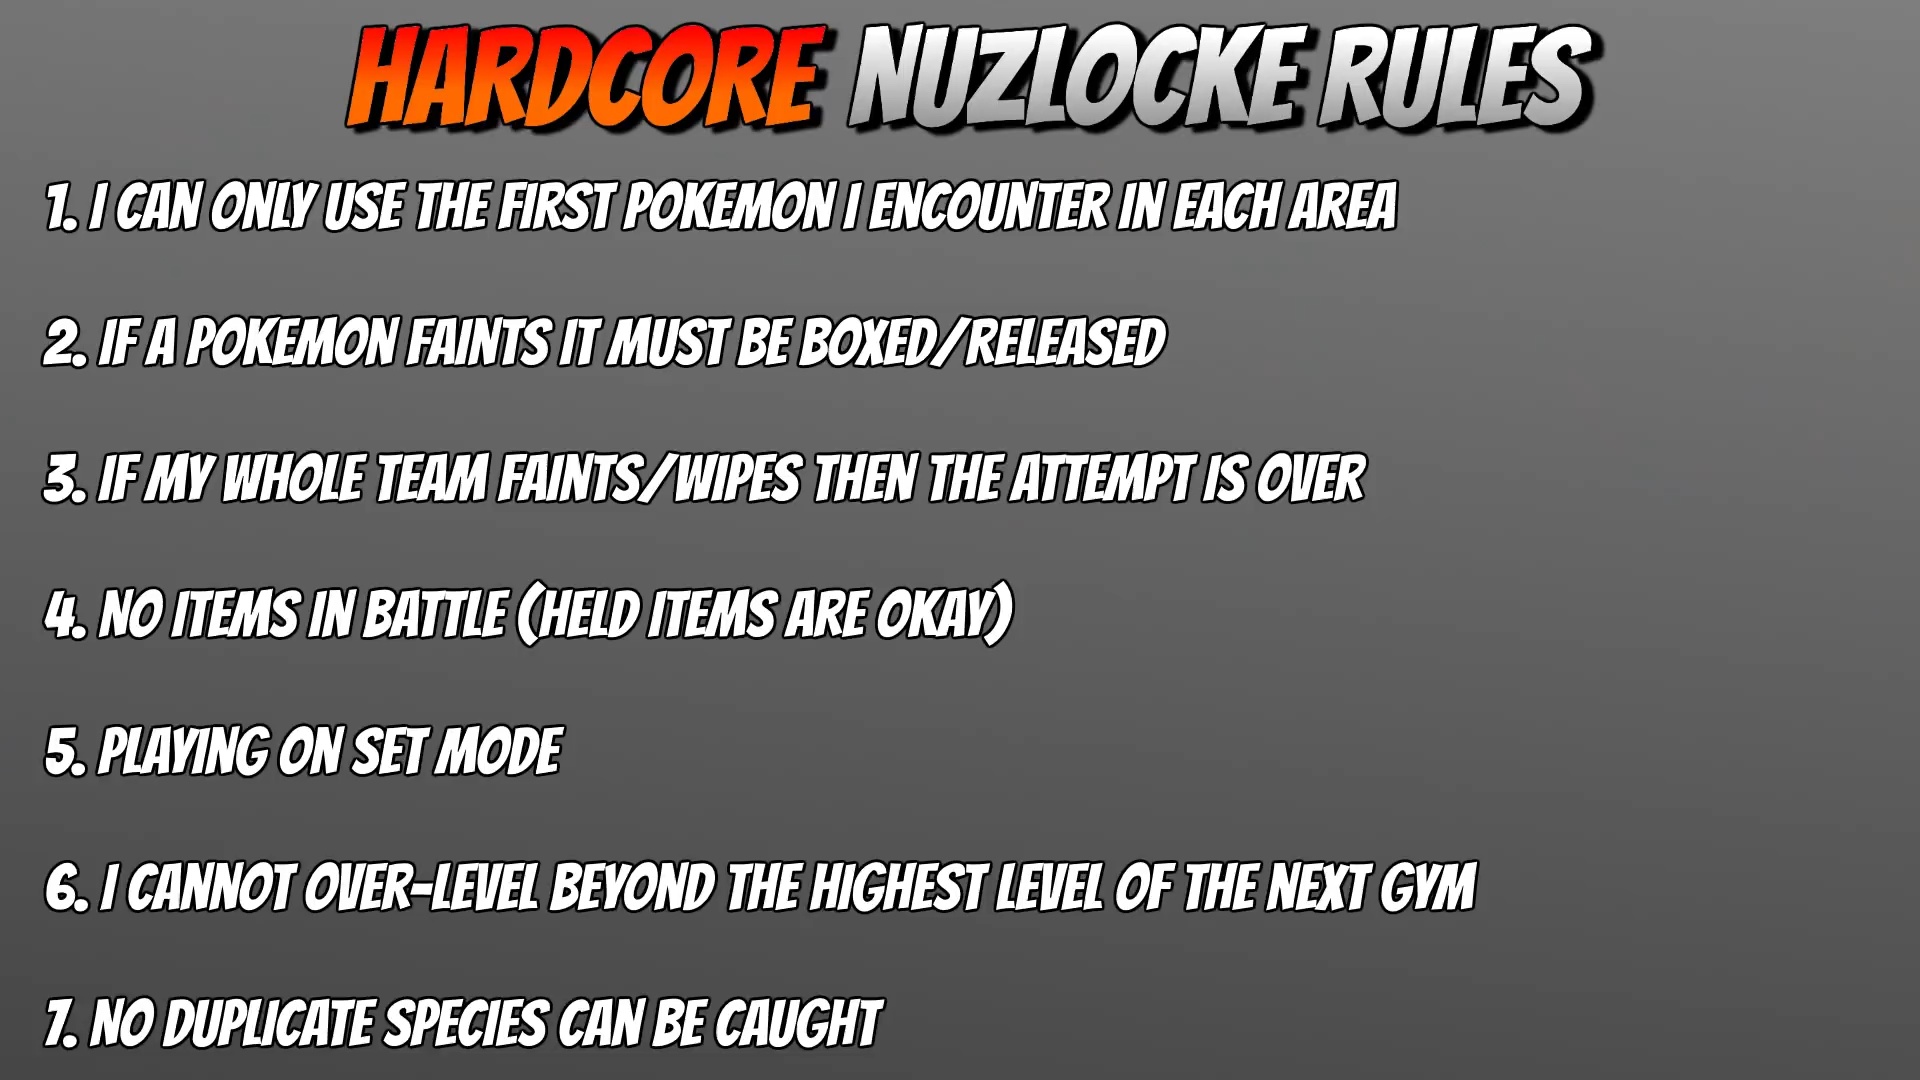 HARDCORE NUZLOCKE RULES
1. I CAN ONLY USE THE FIRST POKEMON I ENCOUNTER IN EACH AREA
2. IF A POKEMON FAINTS IT MUST BE BOXED/RELEASED
3. IF MY WHOLE TEAM FAINTS/WIPES THEN THE ATTEMPT IS OVER
4. NO ITEMS IN BATTLE (HELD ITEMS ARE OKAY)
5. PLAYING ON SET MODE
6. I CANNOT OVER-LEVEL BEYOND THE HIGHEST LEVEL OF THE NEXT GYM
7. NO DUPLICATE SPECIES CAN BE CAUGHT